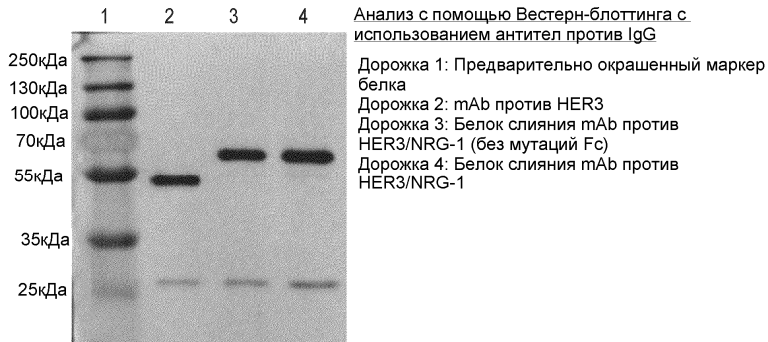 1 2 3 4
250кДа
130кДа
100кДа
70кДа
55кДа
35кДа
25кДа
Анализ с помощью Вестерн-блоттинга с
использованием антител против IgG
Дорожка 1: Предварительно окрашенный маркер
белка
Дорожка 2: mAb против HER3
Дорожка 3: Белок слияния mAb против
HER3/NRG-1 (без мутаций Fc)
Дорожка 4: Белок слияния mAb против
HER3/NRG-1